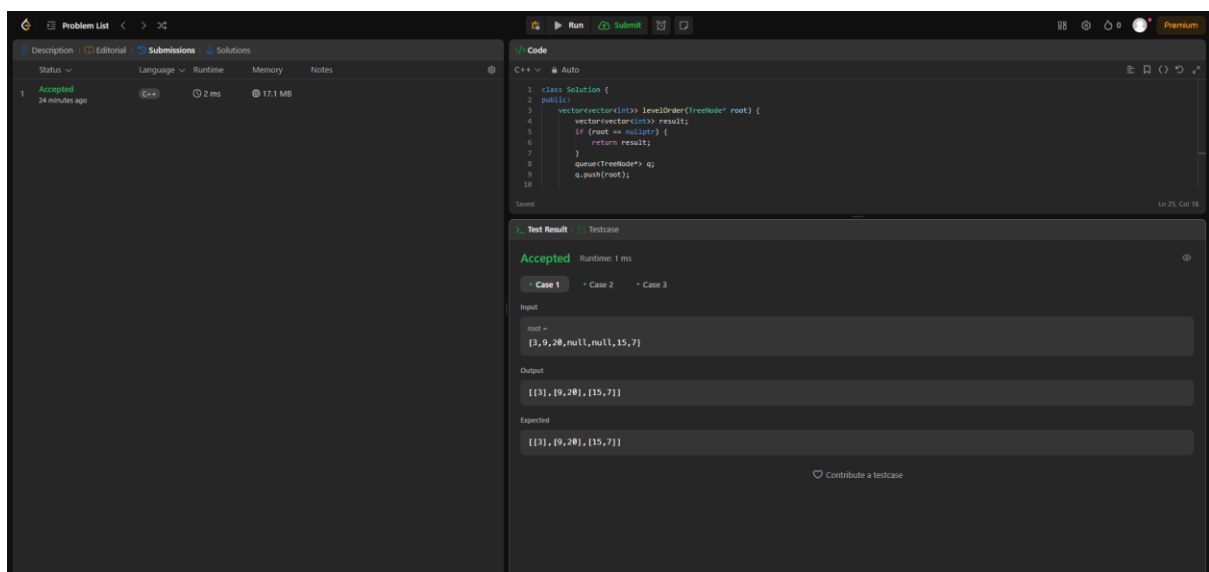 Problem List
Run
Submit
0
Premium
Description
Editorial
Submissions
Solutions
Status
Language
Runtime
Memory
Notes
1
Accepted
24 minutes ago
C++
2 ms
17.1 MB
</> Code
C++
Auto
1 class Solution {
2 public:
3 vector<vector<int>> levelOrder(TreeNode* root) {
4 vector<vector<int>> result;
5 if (root == nullptr) {
6 return result;
7 }
8 queue<TreeNode*> q;
9 q.push(root);
10
Saved
Ln 25, Col 18
>_ Test Result
Testcase
Accepted
Runtime: 1 ms
Case 1
Case 2
Case 3
Input
root =
[3,9,20,null,null,15,7]
Output
[[3],[9,20],[15,7]]
Expected
[[3],[9,20],[15,7]]
Contribute a testcase